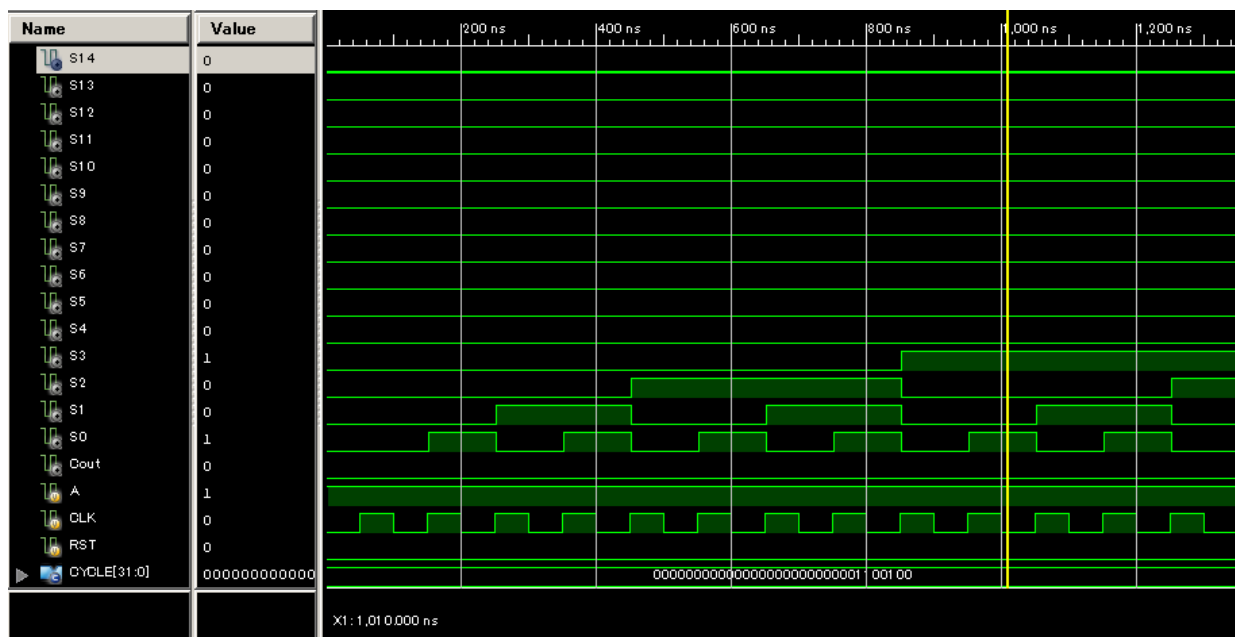 Name Value
200 ns 400 ns 600 ns 800 ns 1,000 ns 1,200 ns
S14 0
S13 0
S12 0
S11 0
S10 0
S9 0
S8 0
S7 0
S6 0
S5 0
S4 0
S3 1
S2 0
S1 0
S0 1
Cout 0
A 1
CLK 0
RST 0
CYCLE[31:0] 000000000000 00000000000000000000000001100100
X1: 1,010.000 ns